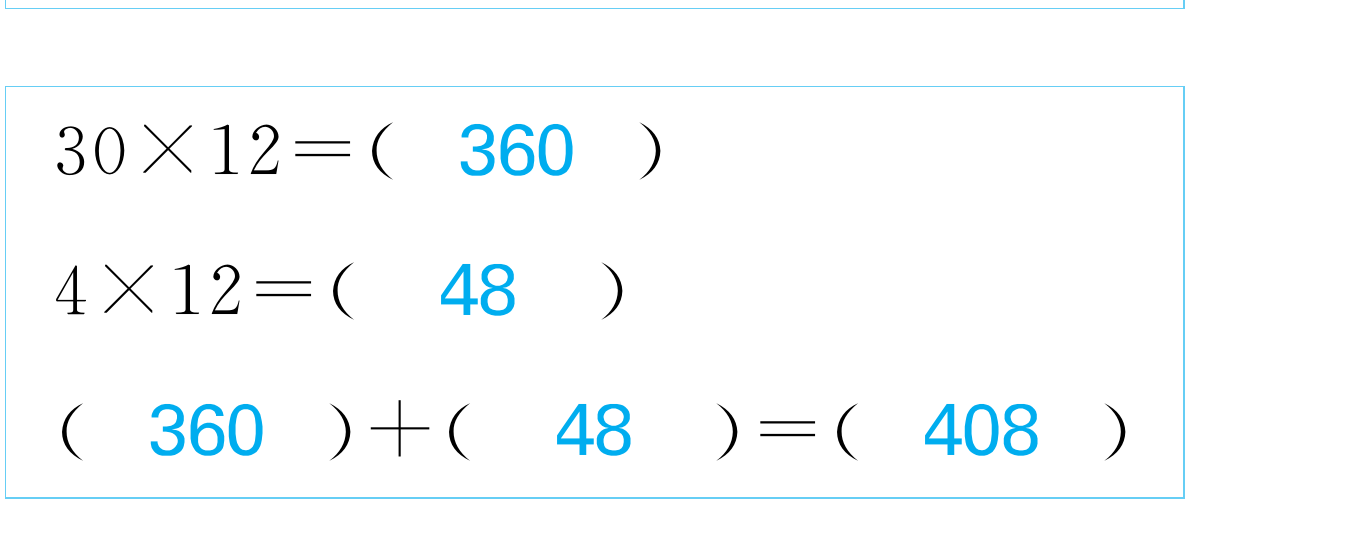 30×12=( 360 )
4×12=( 48 )
( 360 )+( 48 )=( 408 )